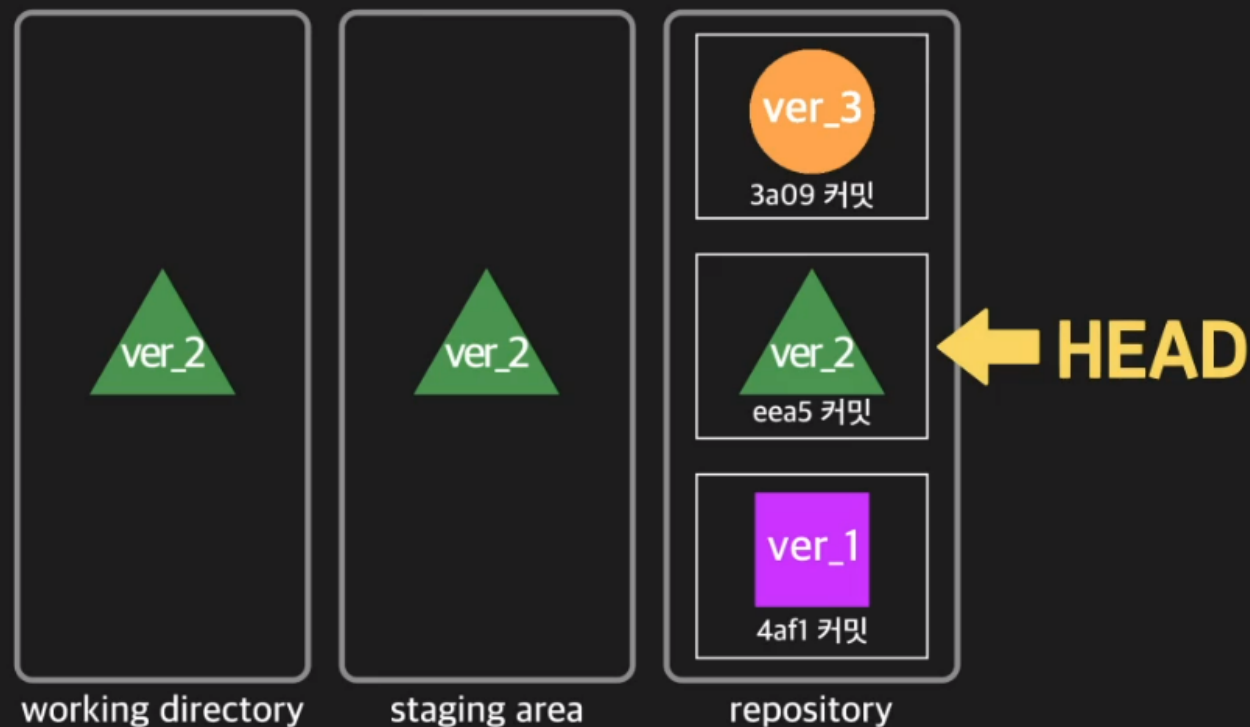 ver_2
working directory
ver_2
staging area
ver_3
3a09 커밋
ver_2
eea5 커밋
ver_1
4af1 커밋
repository
HEAD